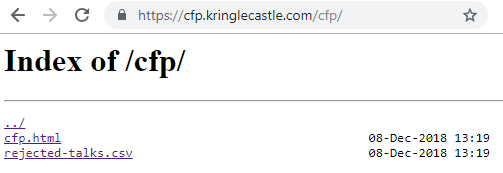 https://cfp.kringlecastle.com/cfp/
Index of /cfp/
../
cfp.html 08-Dec-2018 13:19
rejected-talks.csv 08-Dec-2018 13:19